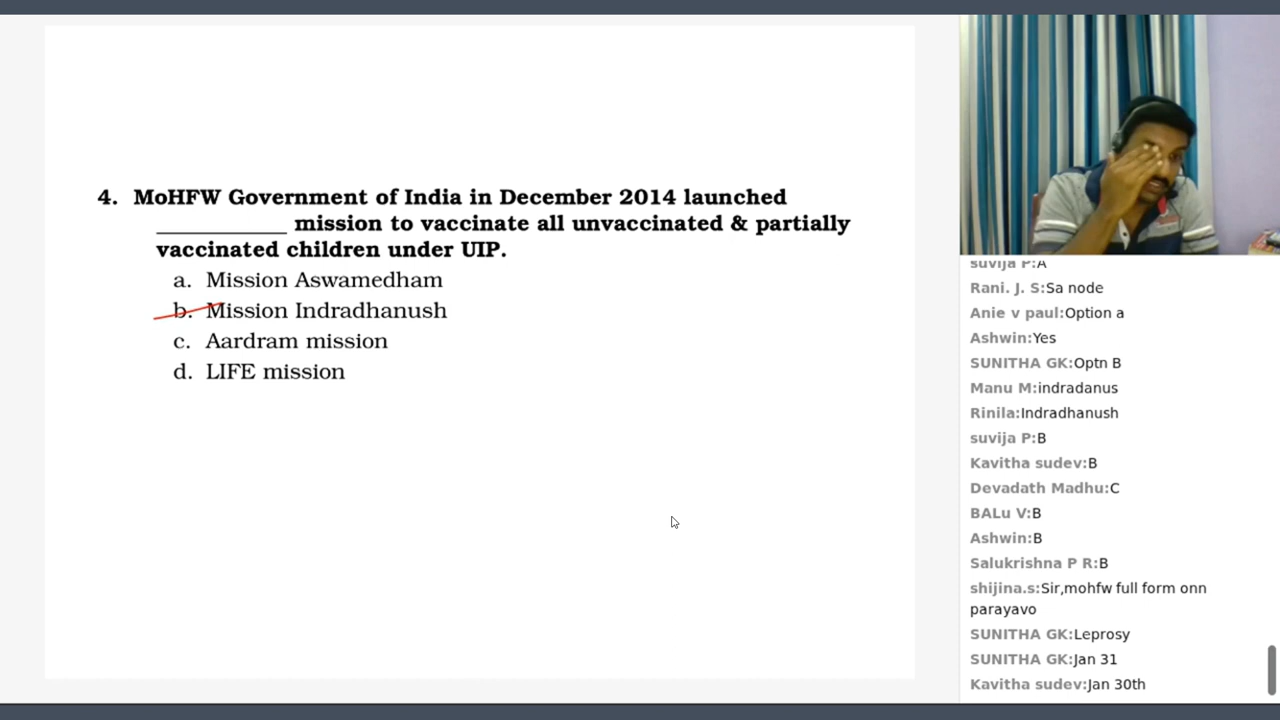 4. MoHFW Government of India in December 2014 launched
____________ mission to vaccinate all unvaccinated & partially
vaccinated children under UIP.
a. Mission Aswamedham
b. Mission Indradhanush
c. Aardram mission
d. LIFE mission
suvija P:A
Rani. J. S:Sa node
Anie v paul:Option a
Ashwin:Yes
SUNITHA GK:Optn B
Manu M:indradanus
Rinila:Indradhanush
suvija P:B
Kavitha sudev:B
Devadath Madhu:C
BALu V:B
Ashwin:B
Salukrishna P R:B
shijina.s:Sir,mohfw full form onn
parayavo
SUNITHA GK:Leprosy
SUNITHA GK:Jan 31
Kavitha sudev:Jan 30th